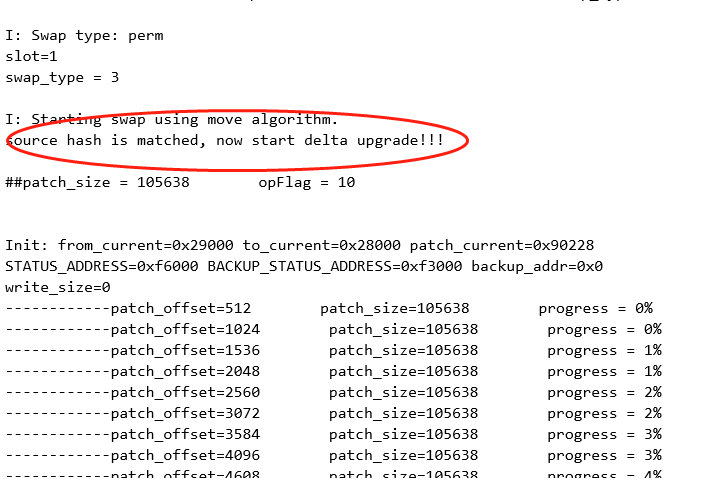 I: Swap type: perm
slot=1
swap_type = 3
I: Starting swap using move algorithm.
source hash is matched, now start delta upgrade!!!
##patch_size = 105638 opFlag = 10
Init: from_current=0x29000 to_current=0x28000 patch_current=0x90228
STATUS_ADDRESS=0xf6000 BACKUP_STATUS_ADDRESS=0xf3000 backup_addr=0x0
write_size=0
------------patch_offset=512 patch_size=105638 progress = 0%
------------patch_offset=1024 patch_size=105638 progress = 0%
------------patch_offset=1536 patch_size=105638 progress = 1%
------------patch_offset=2048 patch_size=105638 progress = 1%
------------patch_offset=2560 patch_size=105638 progress = 2%
------------patch_offset=3072 patch_size=105638 progress = 2%
------------patch_offset=3584 patch_size=105638 progress = 3%
------------patch_offset=4096 patch_size=105638 progress = 3%
------------patch_offset=4608 patch_size=105638 progress = 4%